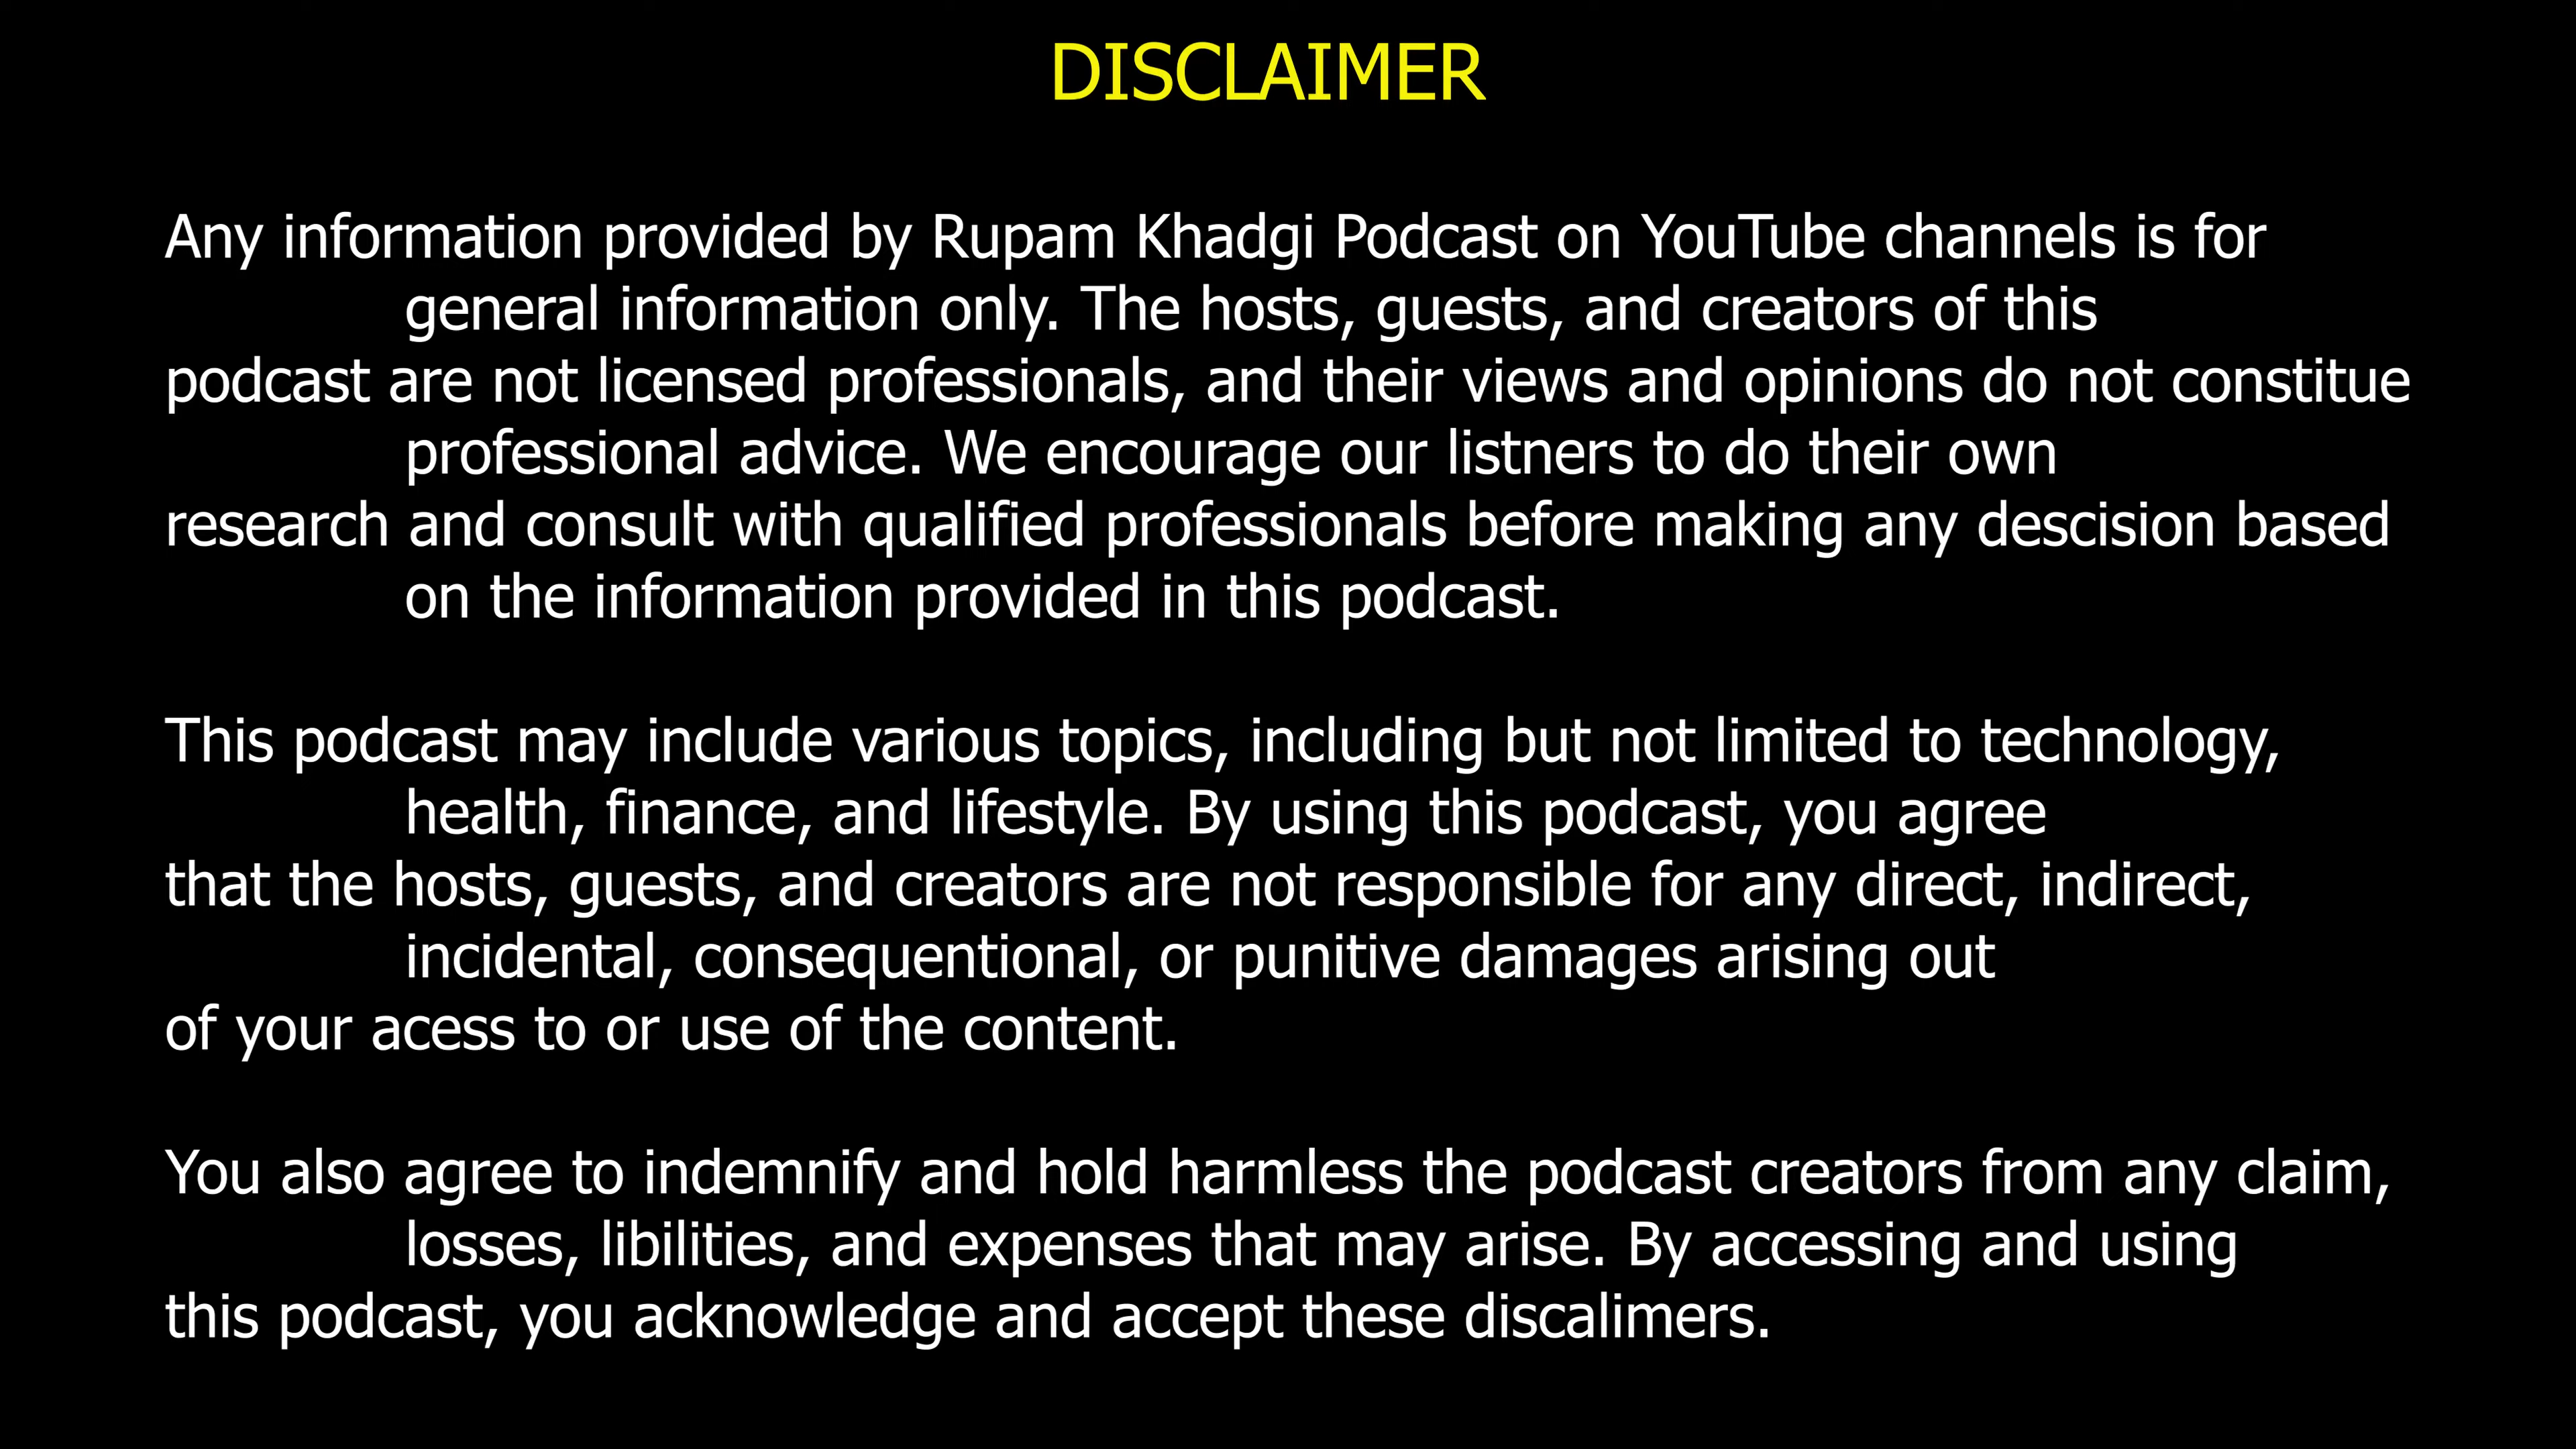 DISCLAIMER
Any information provided by Rupam Khadgi Podcast on YouTube channels is for
general information only. The hosts, guests, and creators of this
podcast are not licensed professionals, and their views and opinions do not constitue
professional advice. We encourage our listners to do their own
research and consult with qualified professionals before making any descision based
on the information provided in this podcast.
This podcast may include various topics, including but not limited to technology,
health, finance, and lifestyle. By using this podcast, you agree
that the hosts, guests, and creators are not responsible for any direct, indirect,
incidental, consequentional, or punitive damages arising out
of your acess to or use of the content.
You also agree to indemnify and hold harmless the podcast creators from any claim,
losses, libilities, and expenses that may arise. By accessing and using
this podcast, you acknowledge and accept these discalimers.